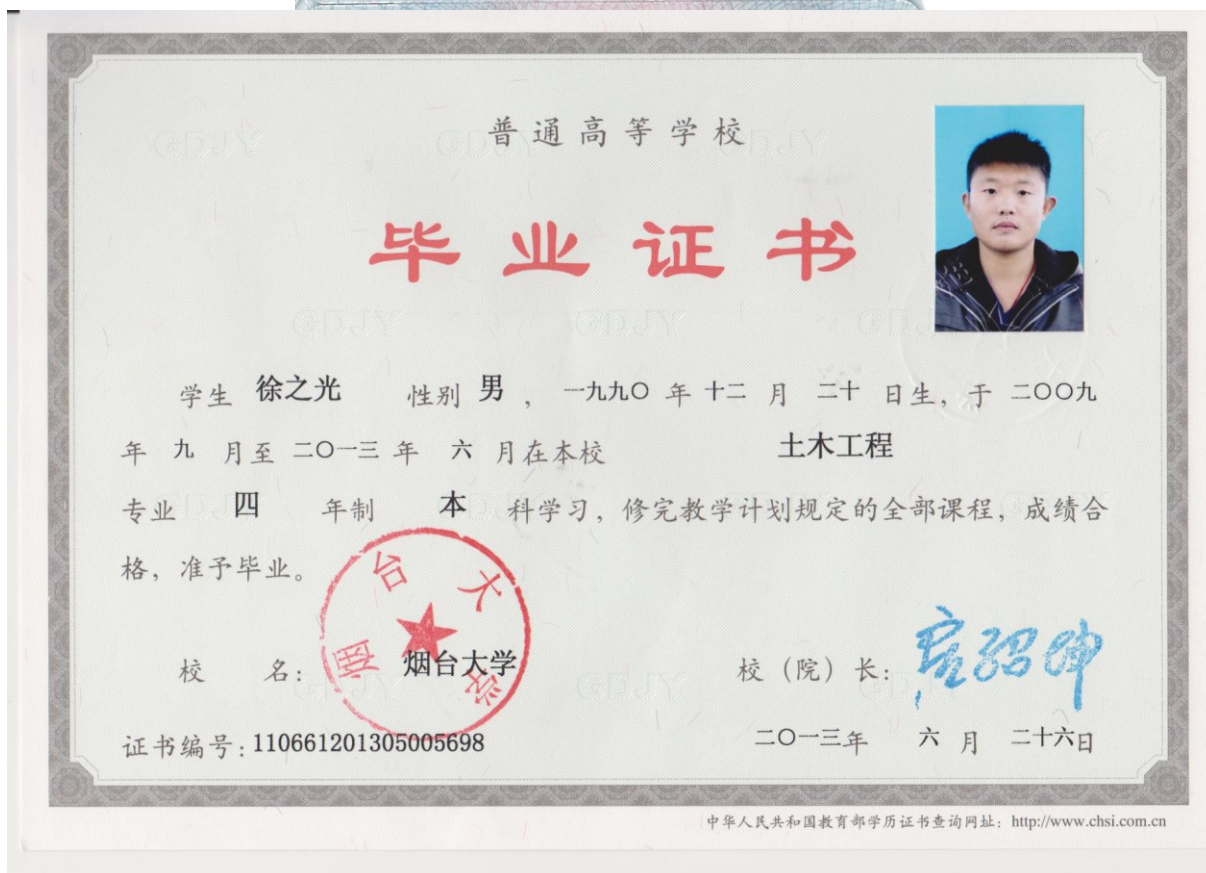 普通高等学校
毕业证书
学生 徐之光 性别 男 ，一九九〇 年 十二 月 二十 日生，于 二〇〇九
年 九 月至 二〇一三 年 六 月在本校 土木工程
专业 四 年制 本 科学习，修完教学计划规定的全部课程，成绩合
格，准予毕业。
烟台大学
校 名： 烟台大学 校（院）长：
证书编号：110661201305005698 二〇一三年 六 月 二十六日
中华人民共和国教育部学历证书查询网址：http://www.chsi.com.cn